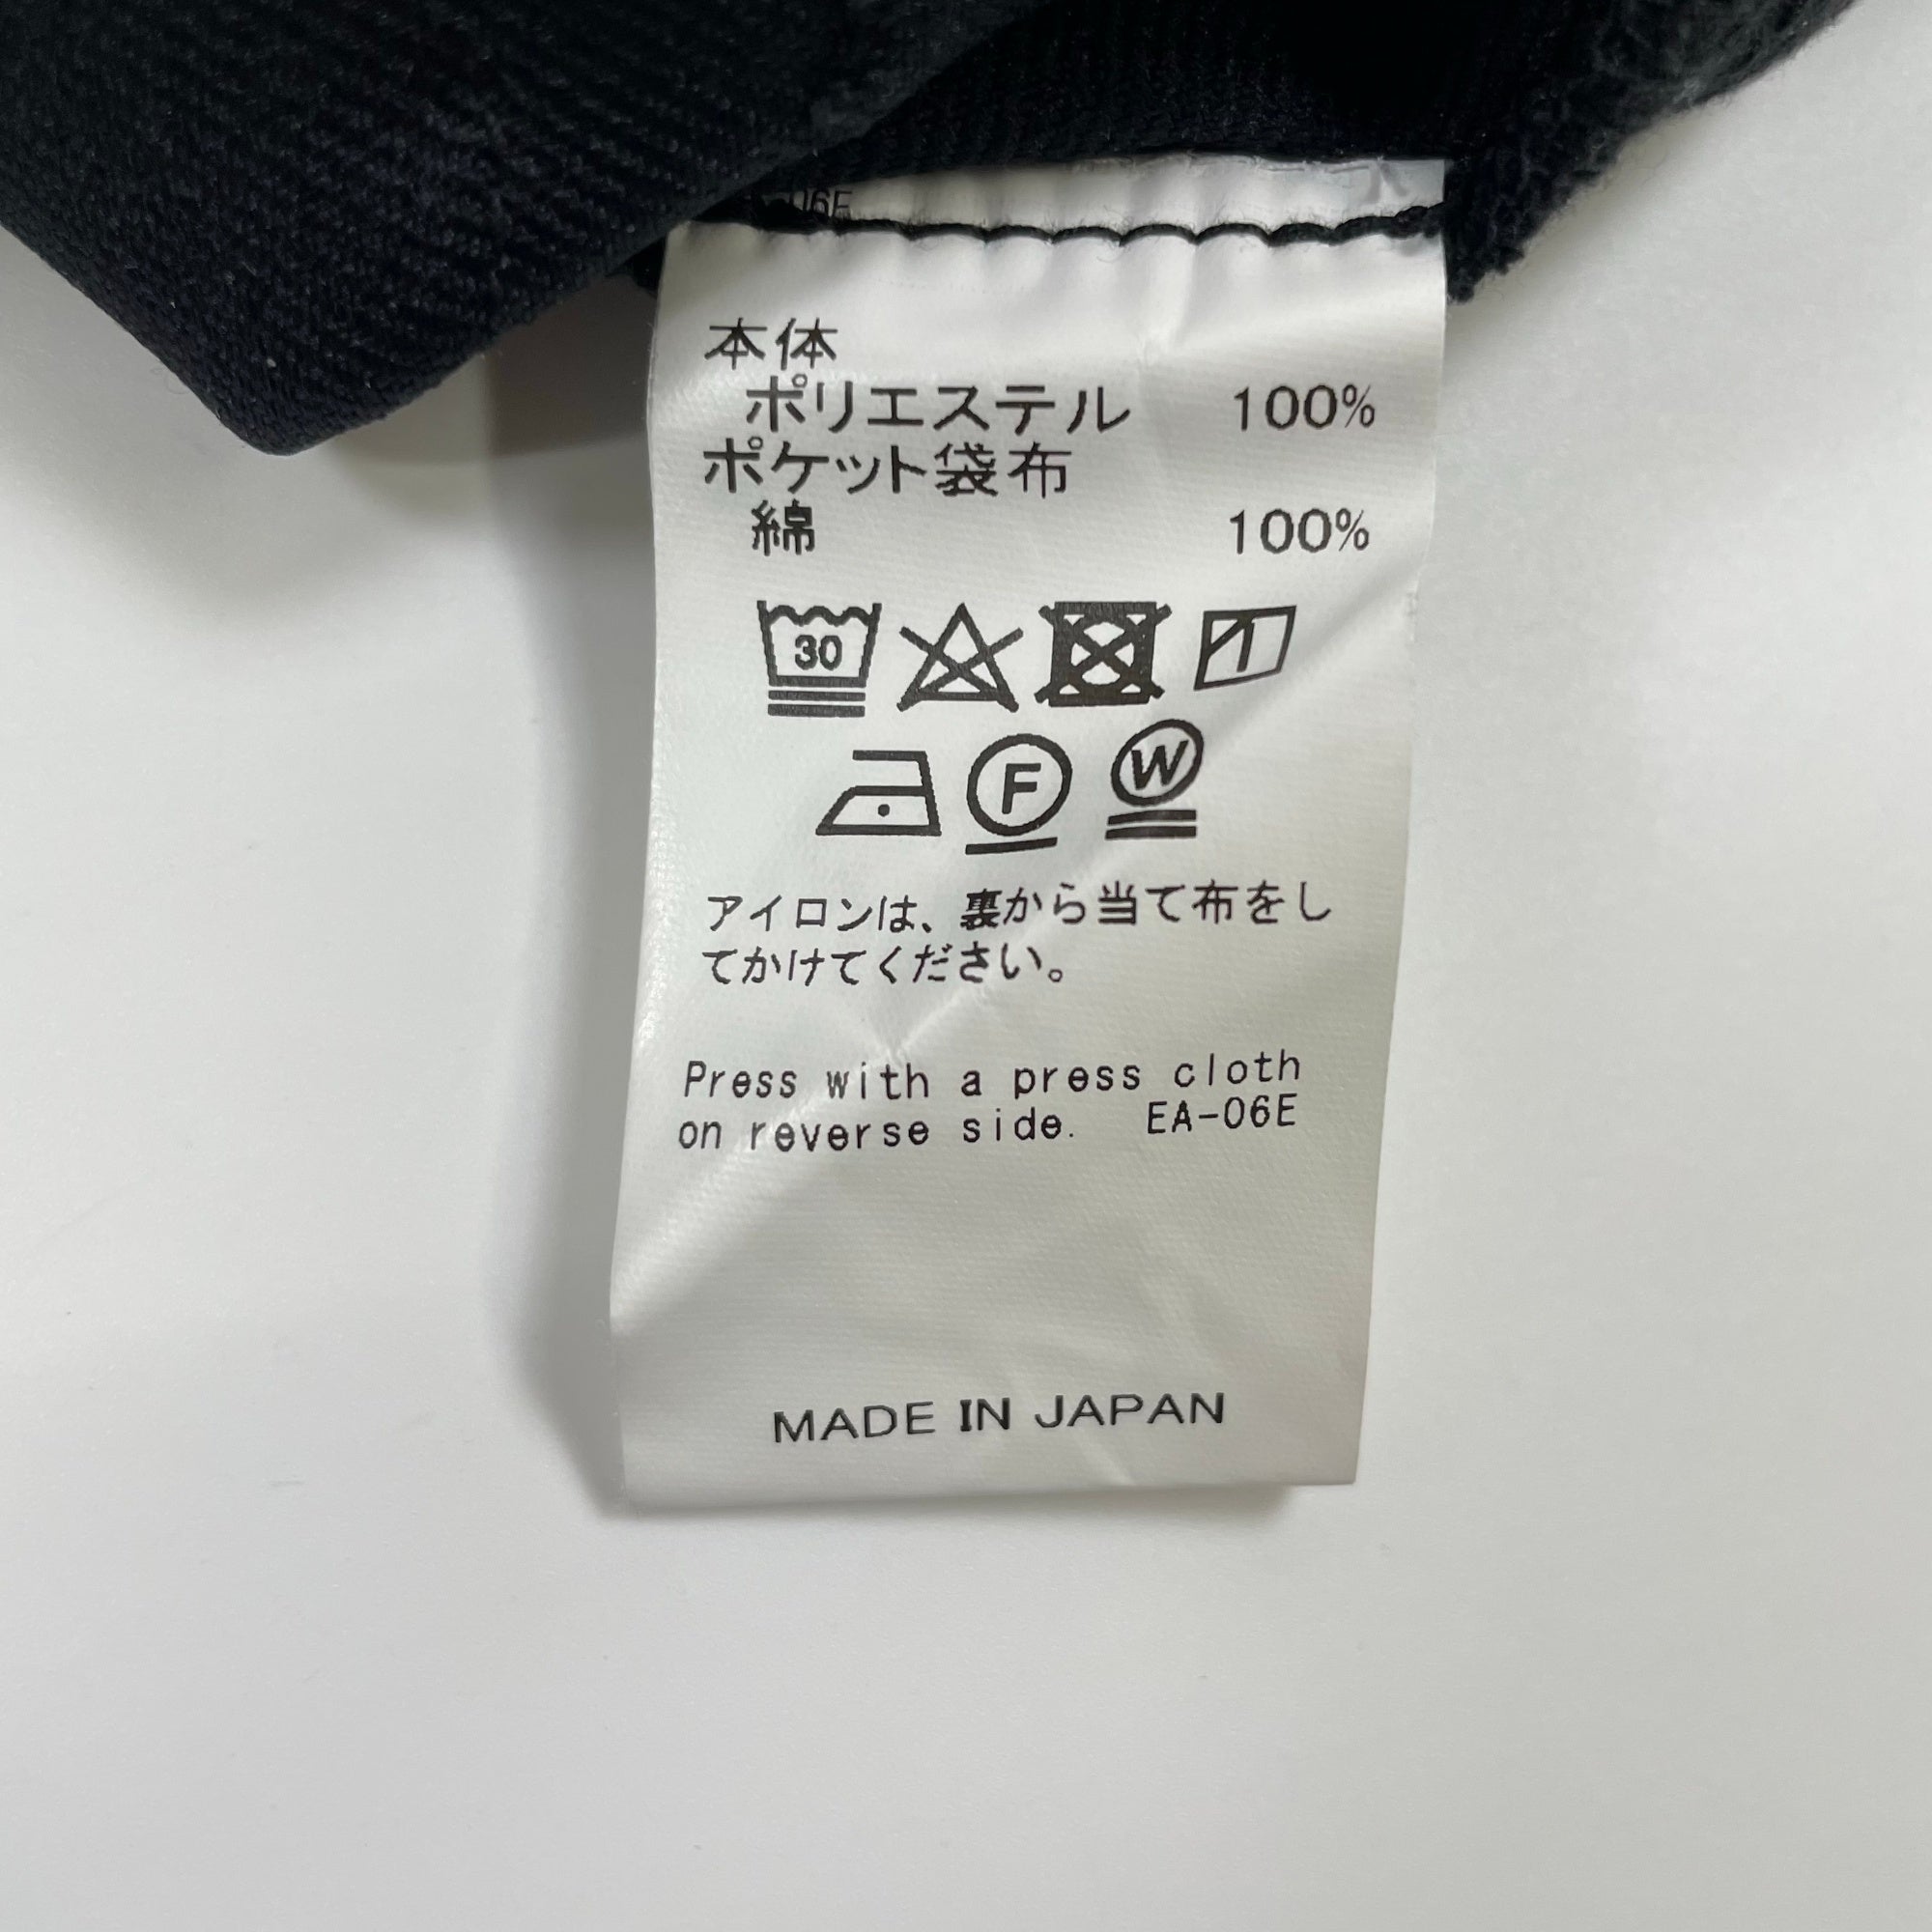 06E
本体
ポリエステル 100%
ポケット袋布
綿 100%
30
F W
アイロンは、裏から当て布をし
てかけてください。
Press with a press cloth
on reverse side. EA-06E
MADE IN JAPAN